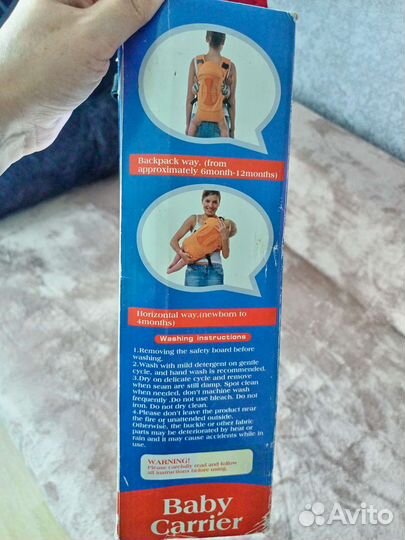 Backpack way. (from
approximately 6month-12months)
Horizontal way.(newborn to
4months)
Washing instructions
1.Removing the safety board before
washing.
2.Wash with mild detergent on gentle
cycle, and hand wash is recommended.
3.Dry on delicate cycle and remove
when seam are still damp. Spot clean
when needed, don't machine wash
frequently .Do not use bleach. Do not
iron. Do not dry clean.
4.Please don't leave the product near
the fire or unattended outside.
Otherwise, the buckle or other fabric
parts may be deteriorated by heat or
rain and it may cause accidents while in
use.
WARNING!
Please carefully read and follow
all instructions before using.
Baby
Carrier
Avito